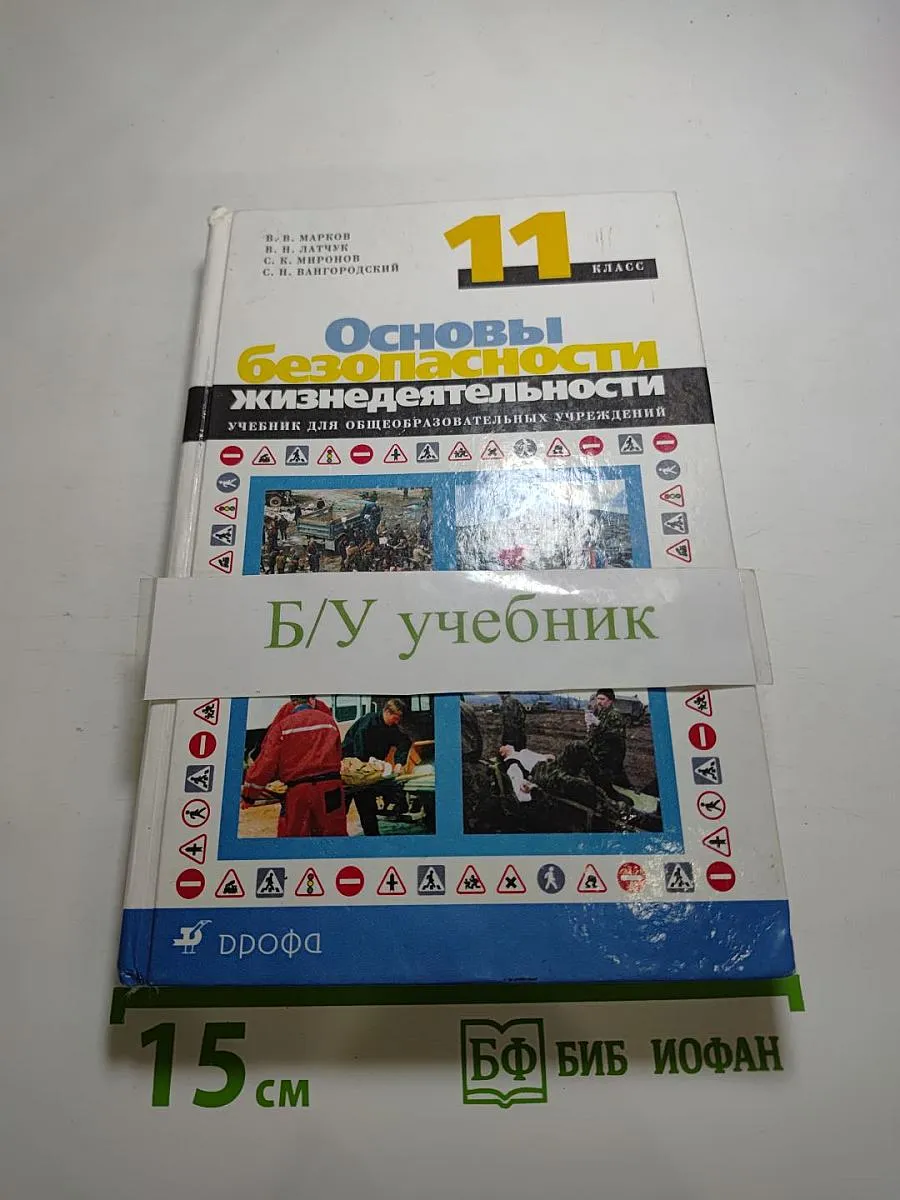 В. В. МАРКОВ
В. Н. ЛАТЧУК
С. К. МИРОНОВ
С. Н. ВАНГОРОДСКИЙ
11
КЛАСС
Основы
безопасности
жизнедеятельности
УЧЕБНИК ДЛЯ ОБЩЕОБРАЗОВАТЕЛЬНЫХ УЧРЕЖДЕНИЙ
Б/У учебник
дрофа
15 см
БФ БИБ ИОФАН